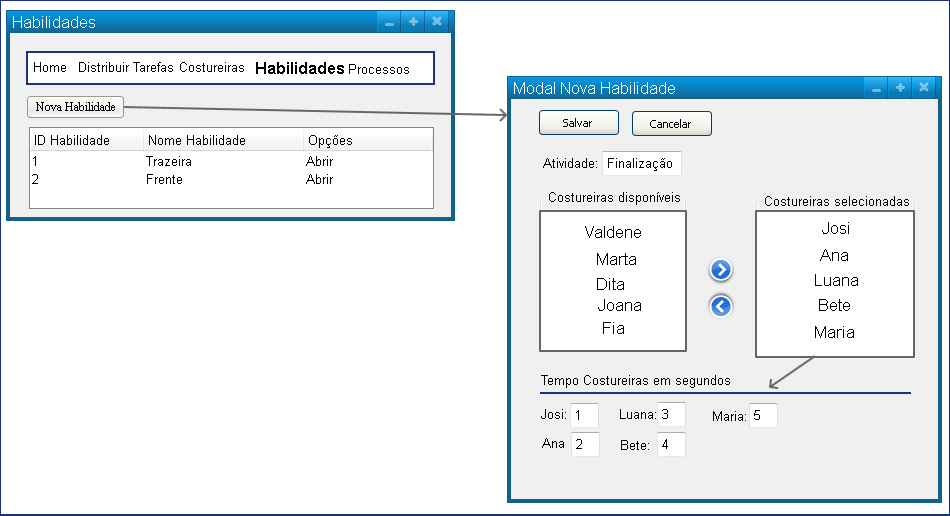 Habilidades
Home Distribuir Tarefas Costureiras Habilidades Processos
Nova Habilidade
ID Habilidade Nome Habilidade Opções
1 Trazeira Abrir
2 Frente Abrir
Modal Nova Habilidade
Salvar Cancelar
Atividade: Finalização
Costureiras disponíveis
Valdene
Marta
Dita
Joana
Fia
Costureiras selecionadas
Josi
Ana
Luana
Bete
Maria
Tempo Costureiras em segundos
Josi: 1 Luana: 3 Maria: 5
Ana 2 Bete: 4